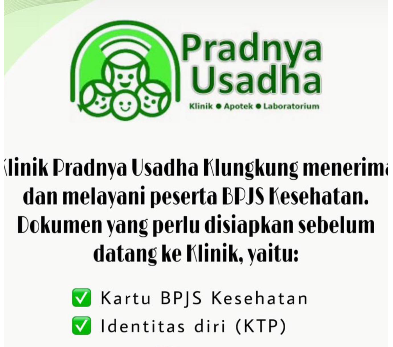 Pradnya
Usadha
Klinik ● Apotek ● Laboratorium
Klinik Pradnya Usadha Klungkung menerima
dan melayani peserta BPJS Kesehatan.
Dokumen yang perlu disiapkan sebelum
datang ke Klinik, yaitu:
✅ Kartu BPJS Kesehatan
✅ Identitas diri (KTP)